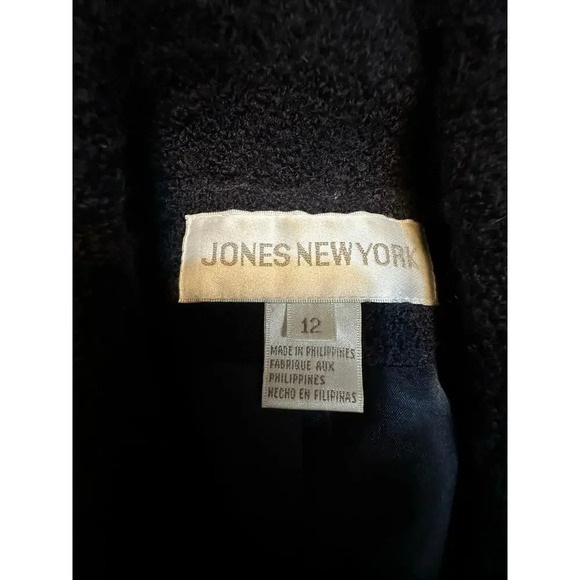 JONES NEW YORK
12
MADE IN PHILIPPINES
FABRIQUE AUX
PHILIPPINES
HECHO EN FILIPINAS